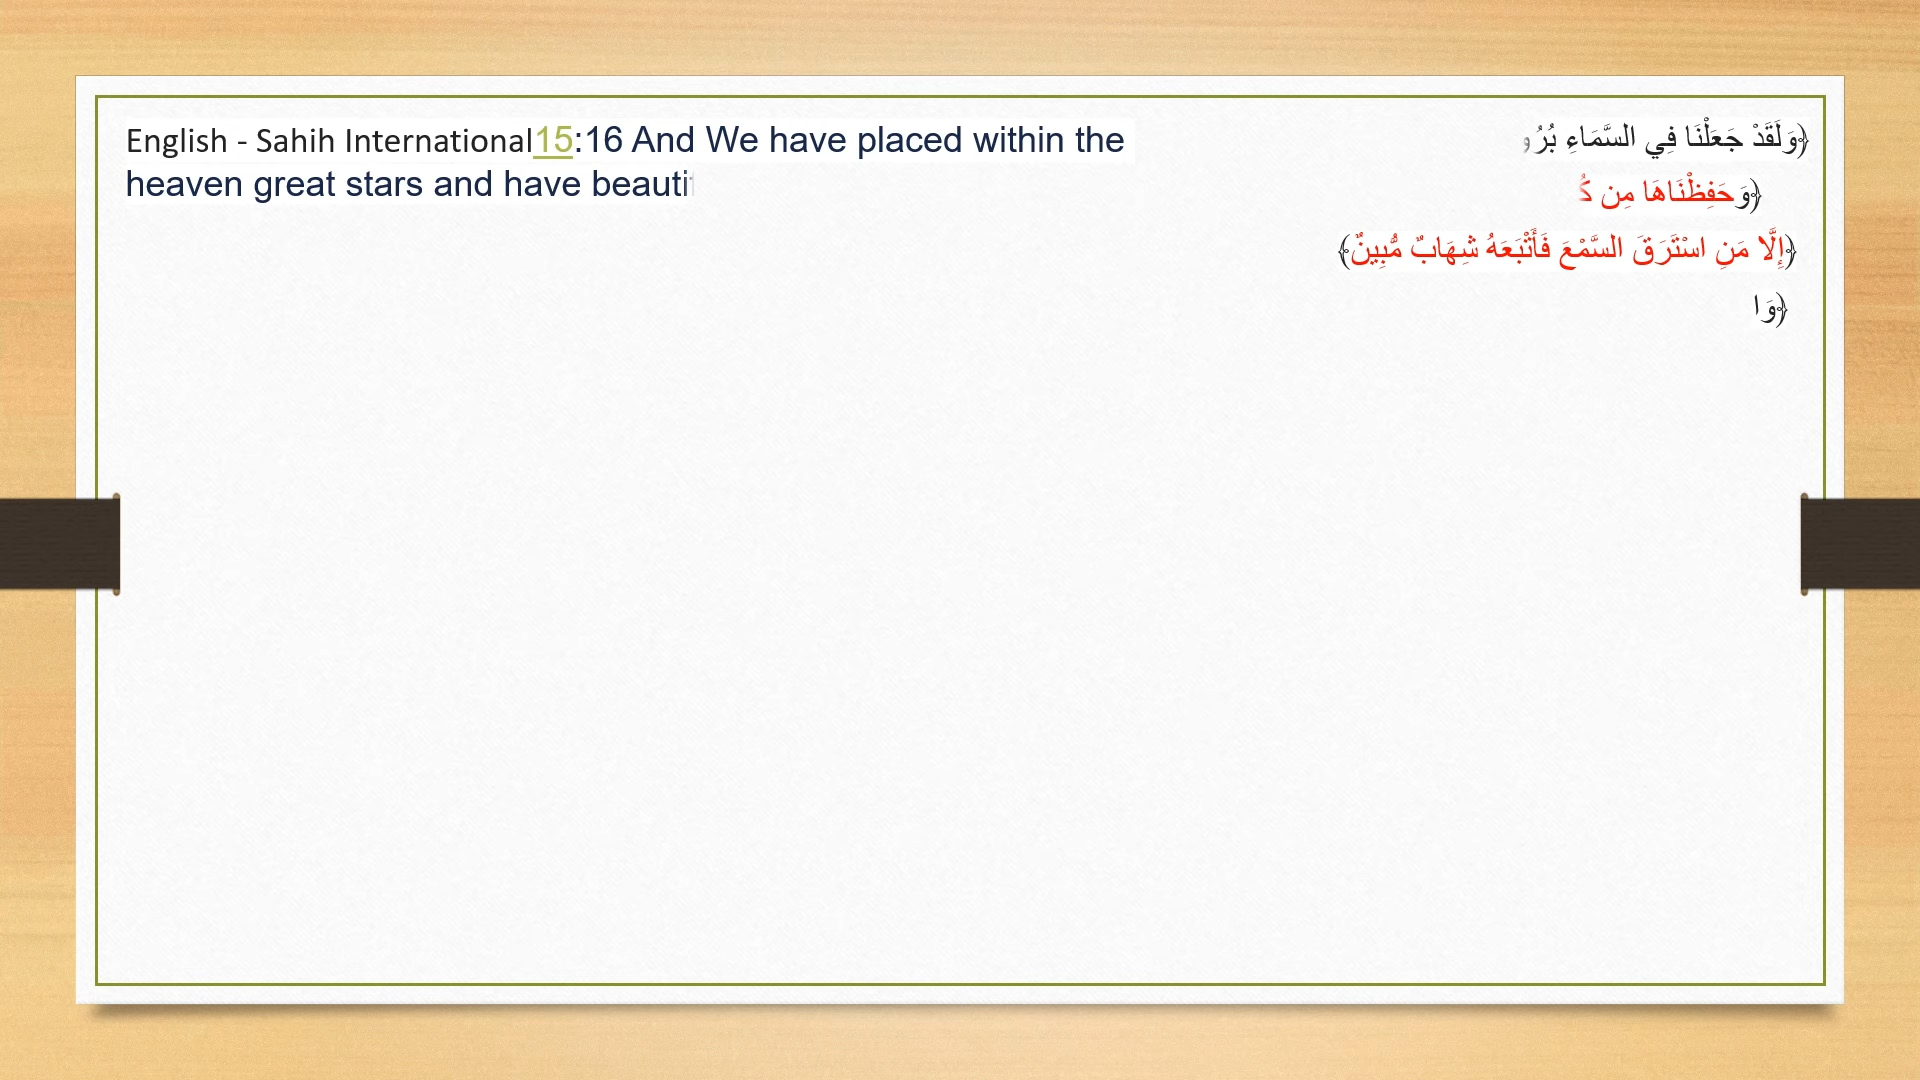 English - Sahih International15:16 And We have placed within the
heaven great stars and have
﴿وَلَقَدْ جَعَلْنَا فِي السَّمَاءِ
﴿وَحَفِظْنَاهَا مِن
﴿إِلَّا مَنِ اسْتَرَقَ السَّمْعَ فَأَتْبَعَهُ شِهَابٌ مُّبِينٌ﴾
﴿وَا